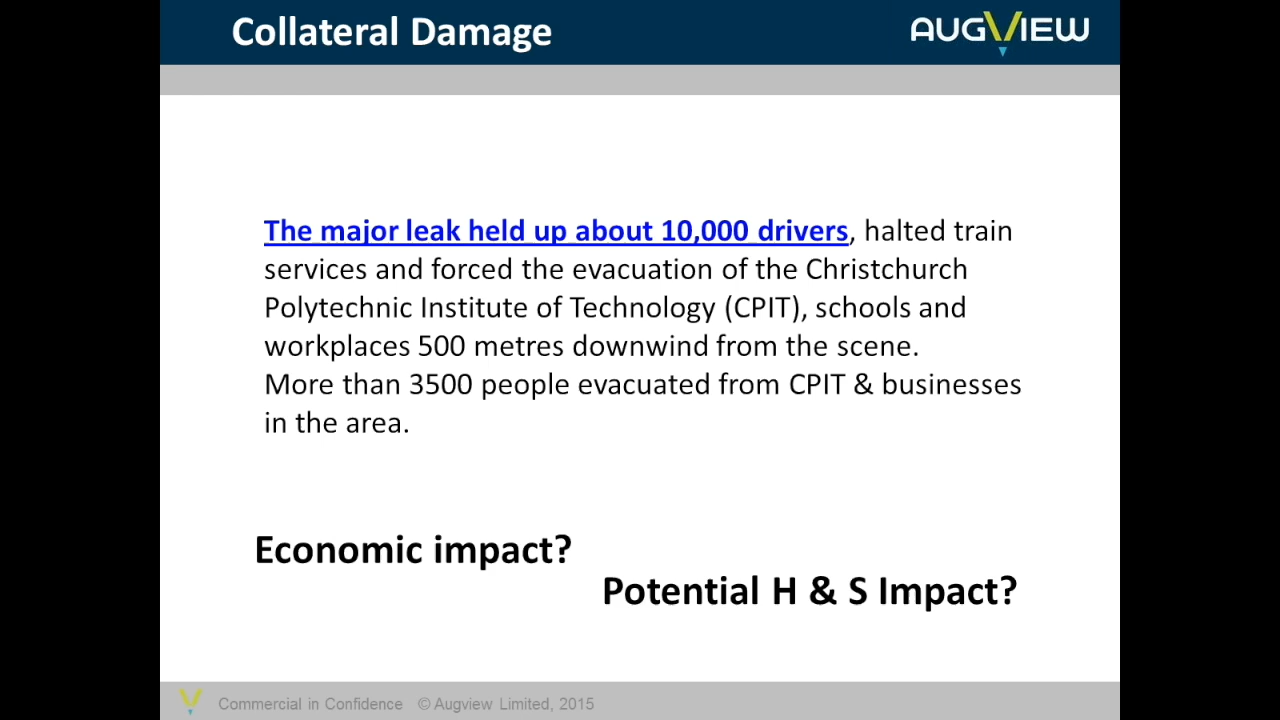 Collateral Damage
AUGVIEW
The major leak held up about 10,000 drivers, halted train
services and forced the evacuation of the Christchurch
Polytechnic Institute of Technology (CPIT), schools and
workplaces 500 metres downwind from the scene.
More than 3500 people evacuated from CPIT & businesses
in the area.
Economic impact?
Potential H & S Impact?
Commercial in Confidence © Augview Limited, 2015